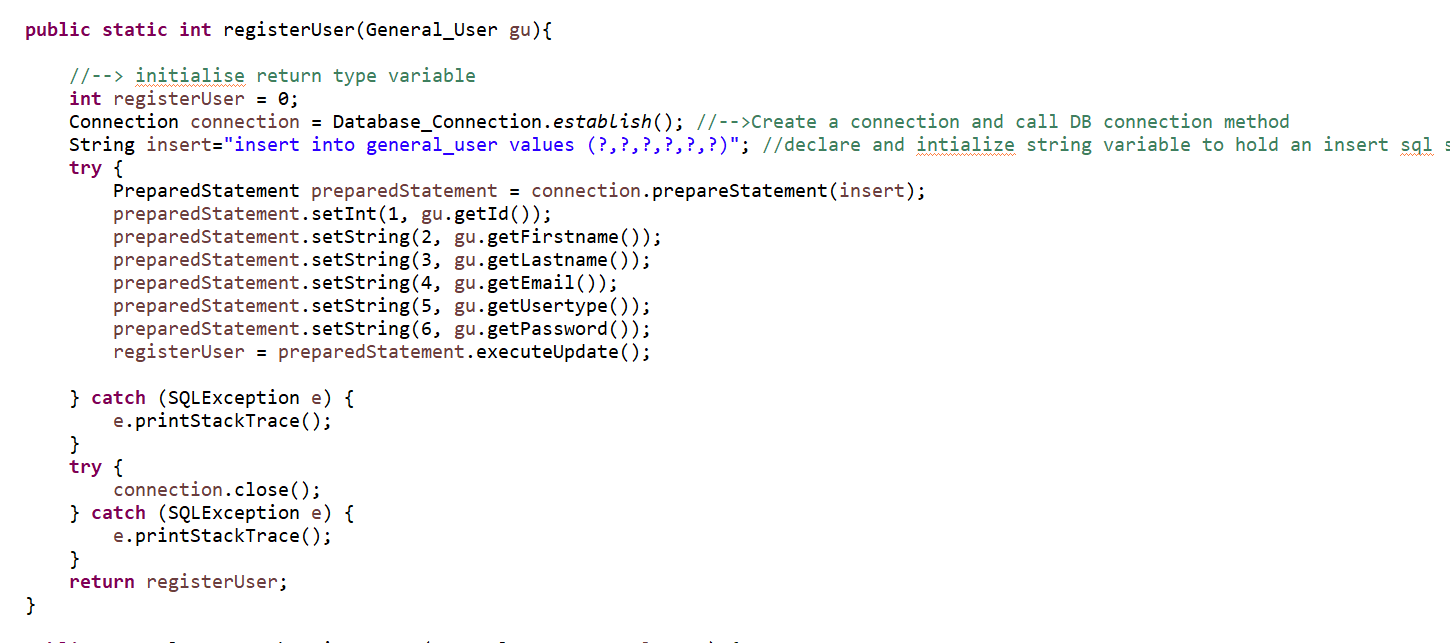 public static int registerUser(General_User gu){
//--> initialise return type variable
int registerUser = 0;
Connection connection = Database_Connection.establish(); //-->Create a connection and call DB connection method
String insert="insert into general_user values (?,?,?,?,?,?)"; //declare and intialize string variable to hold an insert sql s
try {
PreparedStatement preparedStatement = connection.prepareStatement(insert);
preparedStatement.setInt(1, gu.getId());
preparedStatement.setString(2, gu.getFirstname());
preparedStatement.setString(3, gu.getLastname());
preparedStatement.setString(4, gu.getEmail());
preparedStatement.setString(5, gu.getUsertype());
preparedStatement.setString(6, gu.getPassword());
registerUser = preparedStatement.executeUpdate();
} catch (SQLException e) {
e.printStackTrace();
}
try {
connection.close();
} catch (SQLException e) {
e.printStackTrace();
}
return registerUser;
}